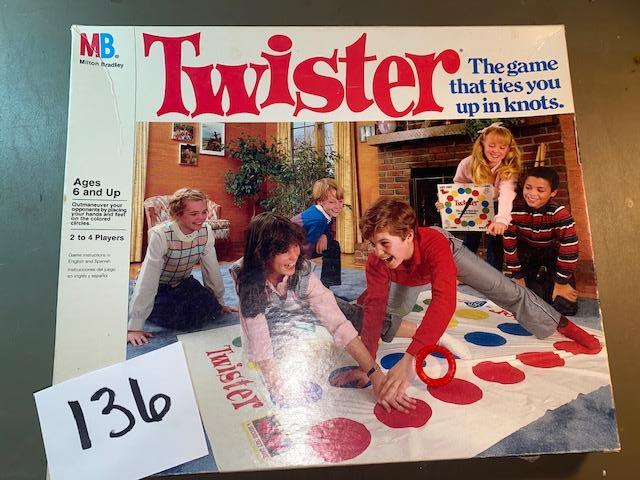 MB®
Milton Bradley
Twister®
The game
that ties you
up in knots.
Ages
6 and Up
Outmaneuver your
opponents by placing
your hands and feet
on the colored
circles.
2 to 4 Players
Game instructions in
English and Spanish
Instrucciones del juego
en inglés y español
Twister
Twister
136